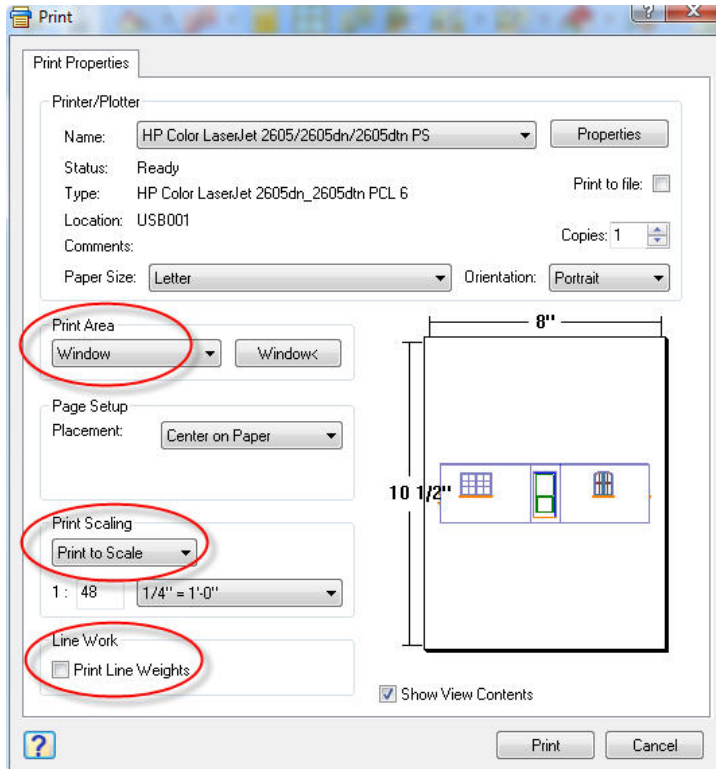 Print
Print Properties
Printer/Plotter
Name: HP Color LaserJet 2605/2605dn/2605dtn PS Properties
Status: Ready
Type: HP Color LaserJet 2605dn_2605dtn PCL 6 Print to file:
Location: USB001
Comments: Copies: 1
Paper Size: Letter Orientation: Portrait
Print Area
Window Window<
8"
Page Setup
Placement: Center on Paper
10 1/2"
Print Scaling
Print to Scale
1 : 48 1/4" = 1'-0"
Line Work
Print Line Weights
Show View Contents
? Print Cancel